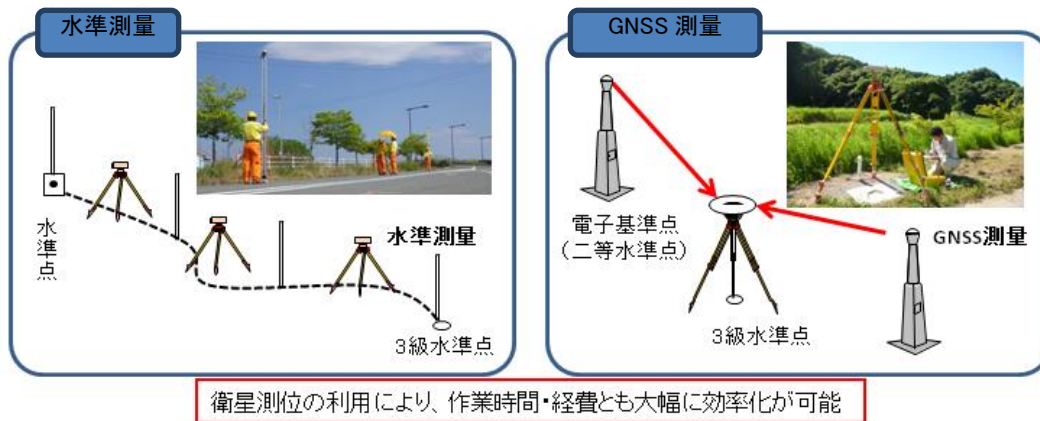 水準測量
水準点
水準測量
3級水準点
GNSS 測量
電子基準点
(二等水準点)
GNSS測量
3級水準点
衛星測位の利用により、作業時間・経費とも大幅に効率化が可能